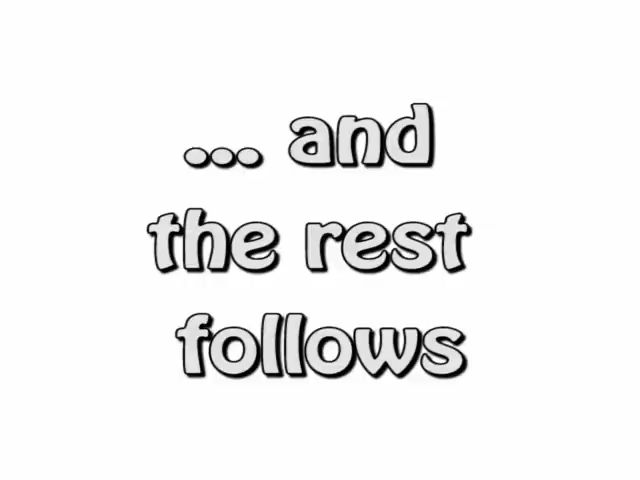 ... and
the rest
follows